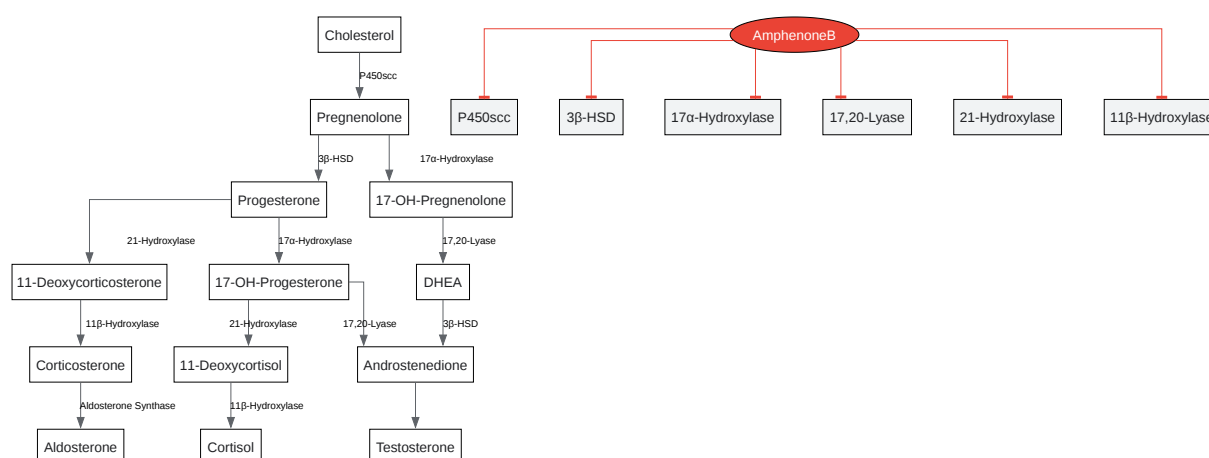 Cholesterol
AmphenoneB
P450scc
Pregnenolone
P450scc
3β-HSD
17α-Hydroxylase
17,20-Lyase
21-Hydroxylase
11β-Hydroxylase
3β-HSD
17α-Hydroxylase
Progesterone
17-OH-Pregnenolone
21-Hydroxylase
17α-Hydroxylase
17,20-Lyase
11-Deoxycorticosterone
17-OH-Progesterone
DHEA
11β-Hydroxylase
21-Hydroxylase
17,20-Lyase
3β-HSD
Corticosterone
11-Deoxycortisol
Androstenedione
Aldosterone Synthase
11β-Hydroxylase
Aldosterone
Cortisol
Testosterone